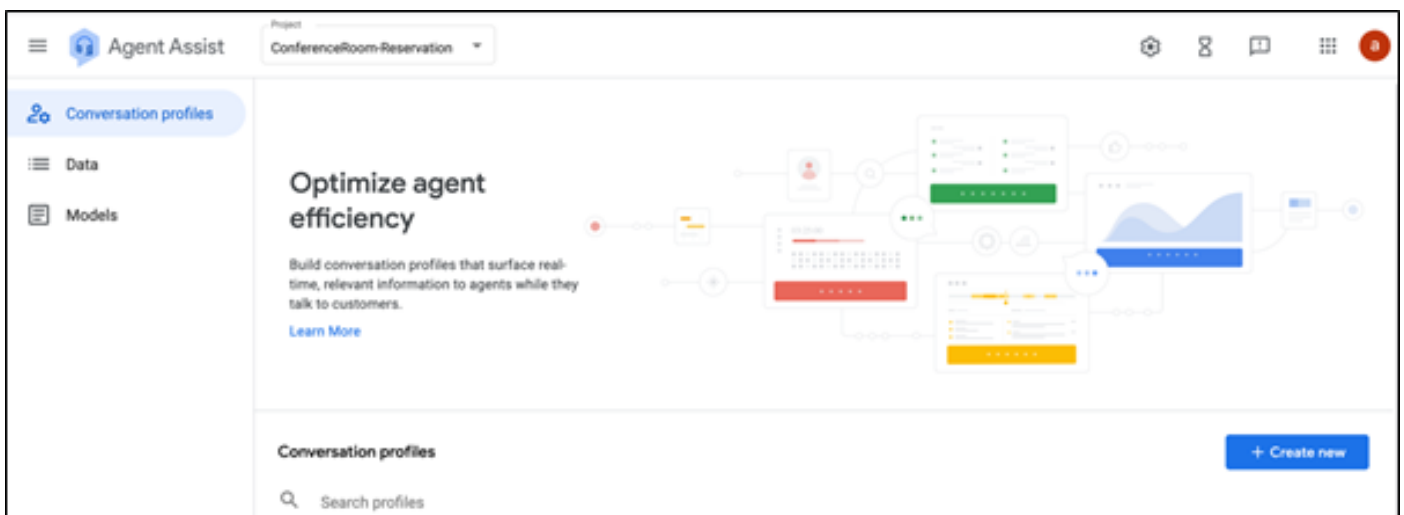 Project
Agent Assist
ConferenceRoom-Reservation
a
Conversation profiles
Data
Models
Optimize agent
efficiency
Build conversation profiles that surface real-
time, relevant information to agents while they
talk to customers.
Learn More
Conversation profiles
+ Create new
Search profiles